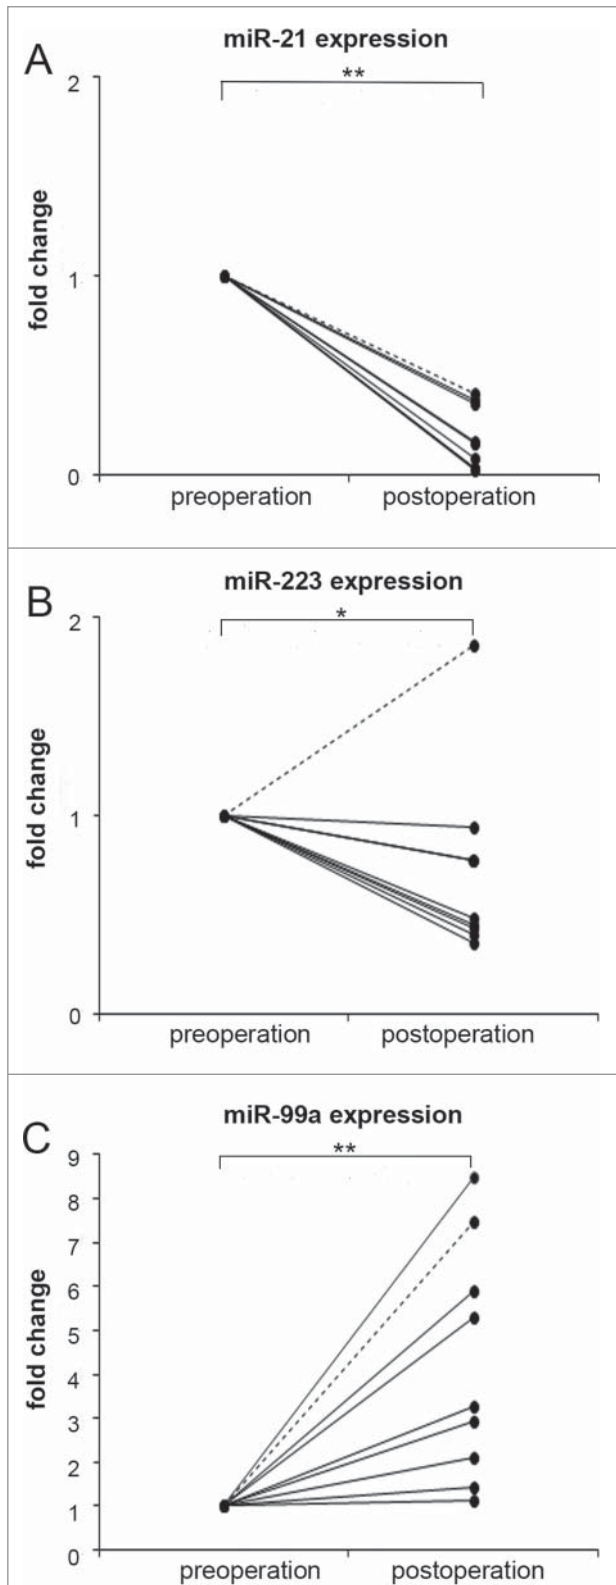 A
miR-21 expression
**
2
fold change
1
0
preoperation postoperation
B
miR-223 expression
*
2
fold change
1
0
preoperation postoperation
C
miR-99a expression
**
9
8
7
6
fold change
5
4
3
2
1
0
preoperation postoperation